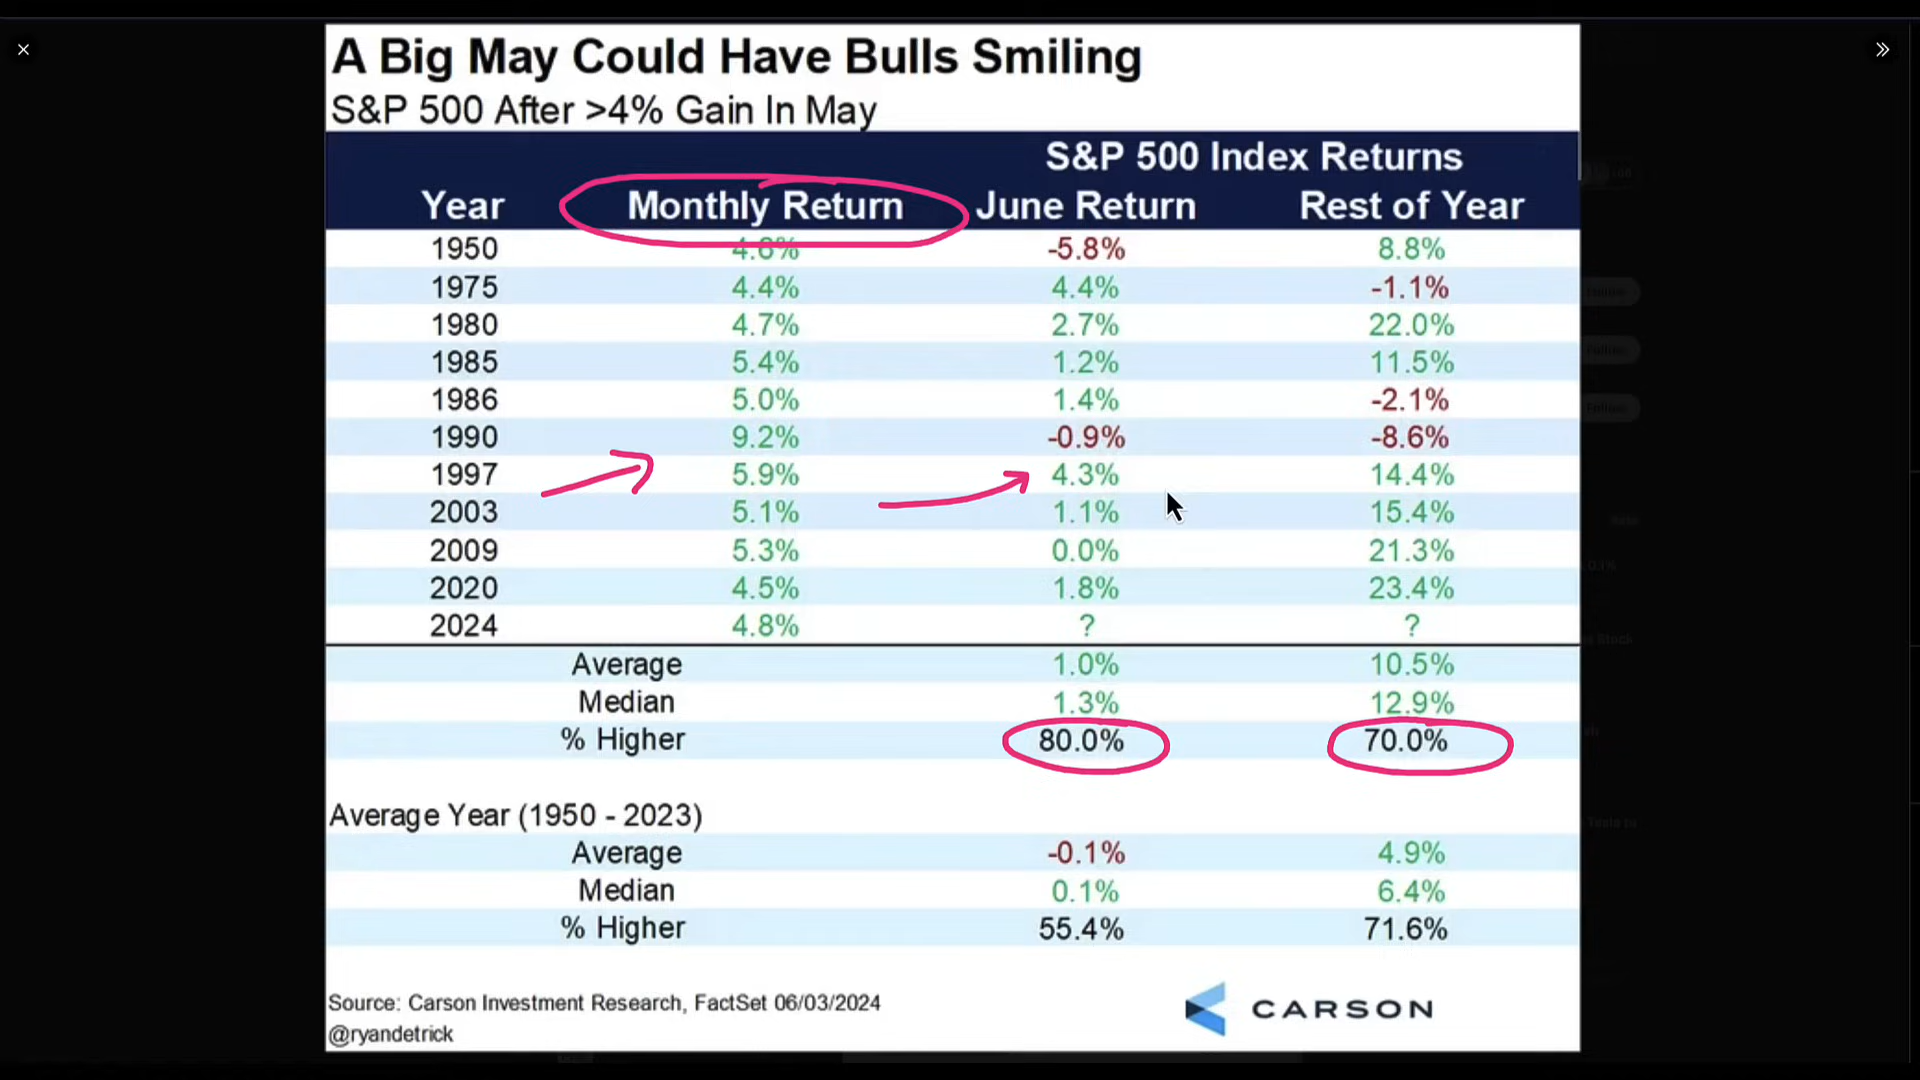 A Big May Could Have Bulls Smiling
S&P 500 After >4% Gain In May
S&P 500 Index Returns
Year Monthly Return June Return Rest of Year
1950 4.6% -5.8% 8.8%
1975 4.4% 4.4% -1.1%
1980 4.7% 2.7% 22.0%
1985 5.4% 1.2% 11.5%
1986 5.0% 1.4% -2.1%
1990 9.2% -0.9% -8.6%
1997 5.9% 4.3% 14.4%
2003 5.1% 1.1% 15.4%
2009 5.3% 0.0% 21.3%
2020 4.5% 1.8% 23.4%
2024 4.8% ? ?
Average 1.0% 10.5%
Median 1.3% 12.9%
% Higher 80.0% 70.0%
Average Year (1950 - 2023)
Average -0.1% 4.9%
Median 0.1% 6.4%
% Higher 55.4% 71.6%
Source: Carson Investment Research, FactSet 06/03/2024
@ryandetrick
CARSON